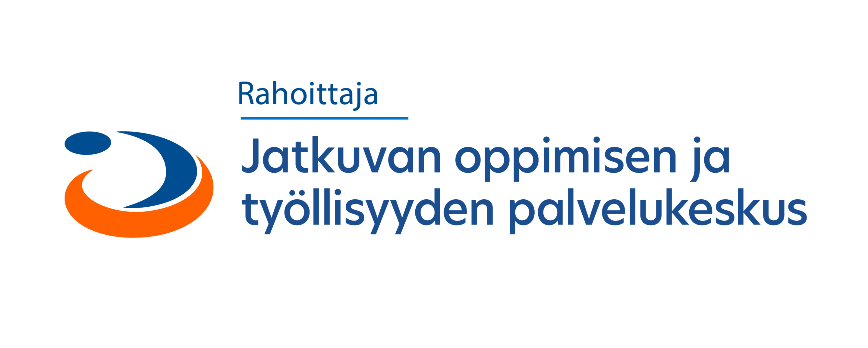 Rahoittaja
Jatkuvan oppimisen ja
työllisyyden palvelukeskus